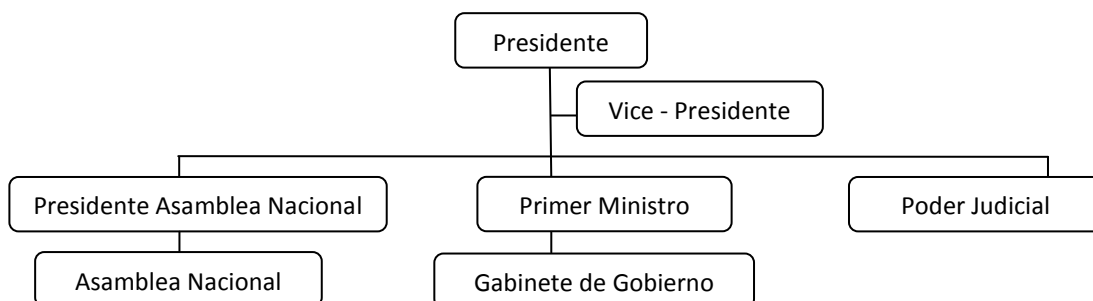 Presidente
Vice - Presidente
Presidente Asamblea Nacional
Primer Ministro
Poder Judicial
Asamblea Nacional
Gabinete de Gobierno